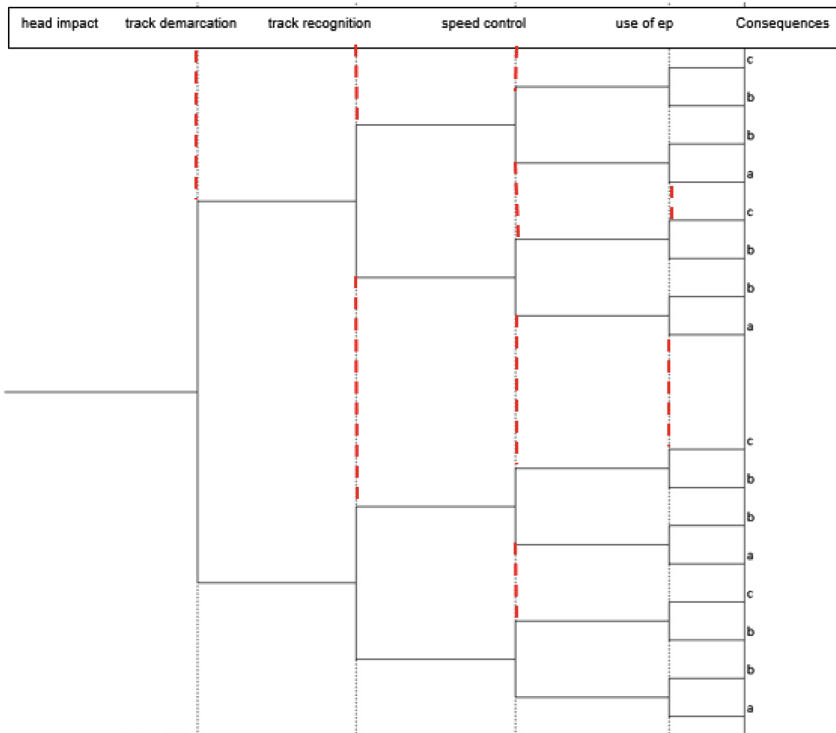 head impact track demarcation track recognition speed control use of ep Consequences
c
b
b
a
c
b
b
a
c
b
b
a
c
b
b
a